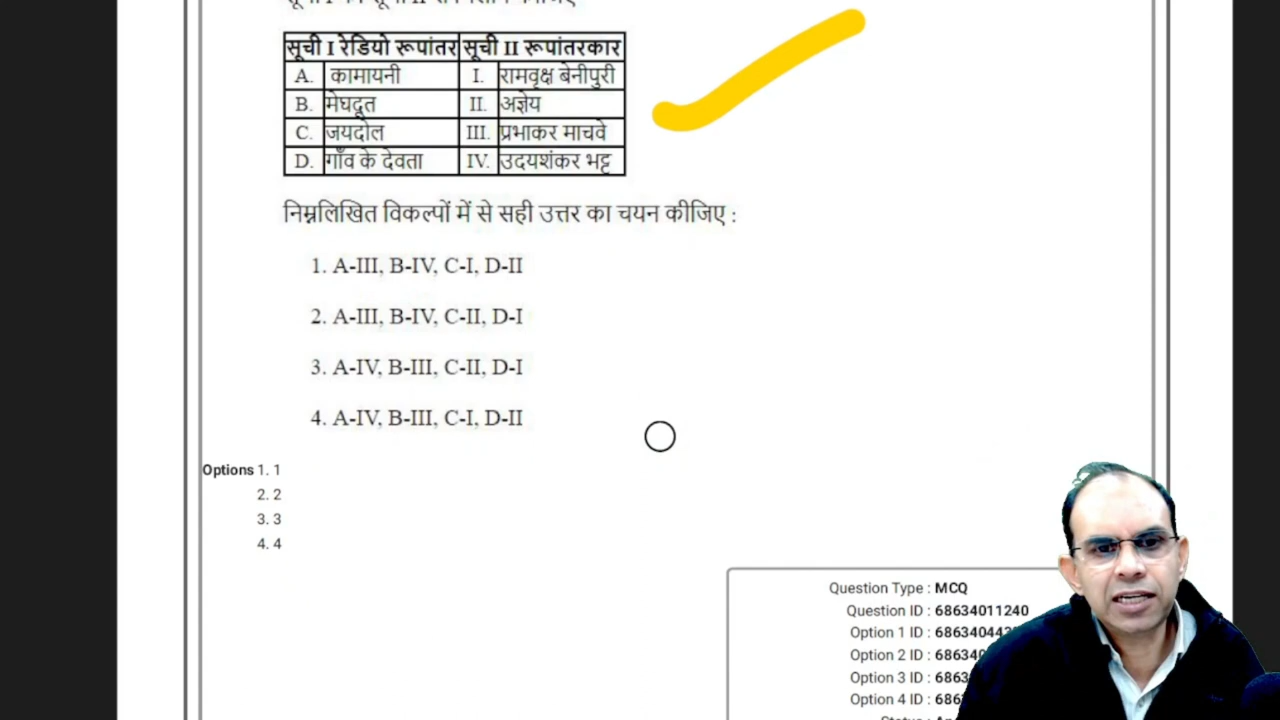 सूची I रेडियो रूपांतर सूची II रूपांतरकार
A. कामायनी I. रामवृक्ष बेनीपुरी
B. मेघदूत II. अज्ञेय
C. जयदोल III. प्रभाकर माचवे
D. गाँव के देवता IV. उदयशंकर भट्ट
निम्नलिखित विकल्पों में से सही उत्तर का चयन कीजिए :
1. A-III, B-IV, C-I, D-II
2. A-III, B-IV, C-II, D-I
3. A-IV, B-III, C-II, D-I
4. A-IV, B-III, C-I, D-II
Options 1. 1
2. 2
3. 3
4. 4
Question Type : MCQ
Question ID : 68634011240
Option 1 ID :
Option 2 ID :
Option 3 ID :
Option 4 ID :